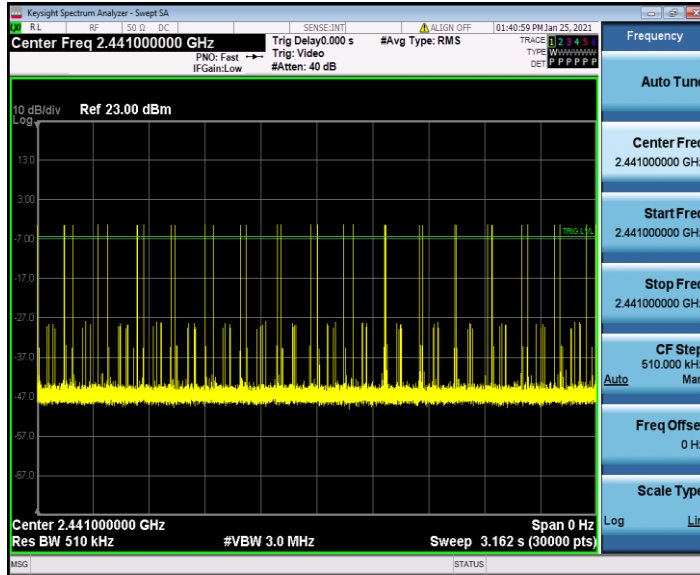 Keysight Spectrum Analyzer - Swept SA
RL RF 50 Ω DC SENSE:INT ALIGN OFF 01:40:59 PM Jan 25, 2021
Center Freq 2.441000000 GHz
PNO: Fast
IFGain:Low
Trig Delay0.000 s
Trig: Video
#Atten: 40 dB
#Avg Type: RMS
TRACE 1 2 3 4 5 6
TYPE W
DET P P P P P P
Frequency
Auto Tune
Center Freq
2.441000000 GHz
Start Freq
2.441000000 GHz
Stop Freq
2.441000000 GHz
CF Step
510.000 kHz
Auto Man
Freq Offset
0 Hz
Scale Type
Log Lin
10 dB/div
Log
Ref 23.00 dBm
13.0
3.00
-7.00
-17.0
-27.0
-37.0
-47.0
-57.0
-67.0
TRIG LVL
Center 2.441000000 GHz
Span 0 Hz
Res BW 510 kHz
#VBW 3.0 MHz
Sweep 3.162 s (30000 pts)
MSG
STATUS